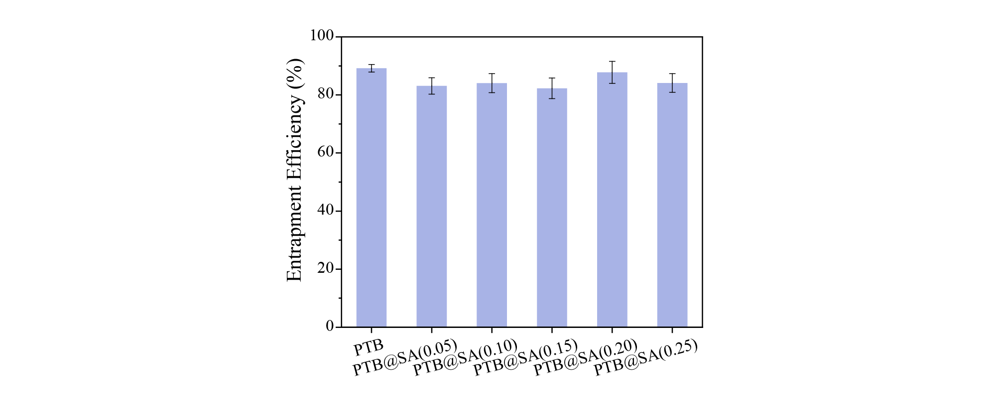 Entrapment Efficiency (%)
100
80
60
40
20
0
PTB
PTB@SA(0.05)
PTB@SA(0.10)
PTB@SA(0.15)
PTB@SA(0.20)
PTB@SA(0.25)